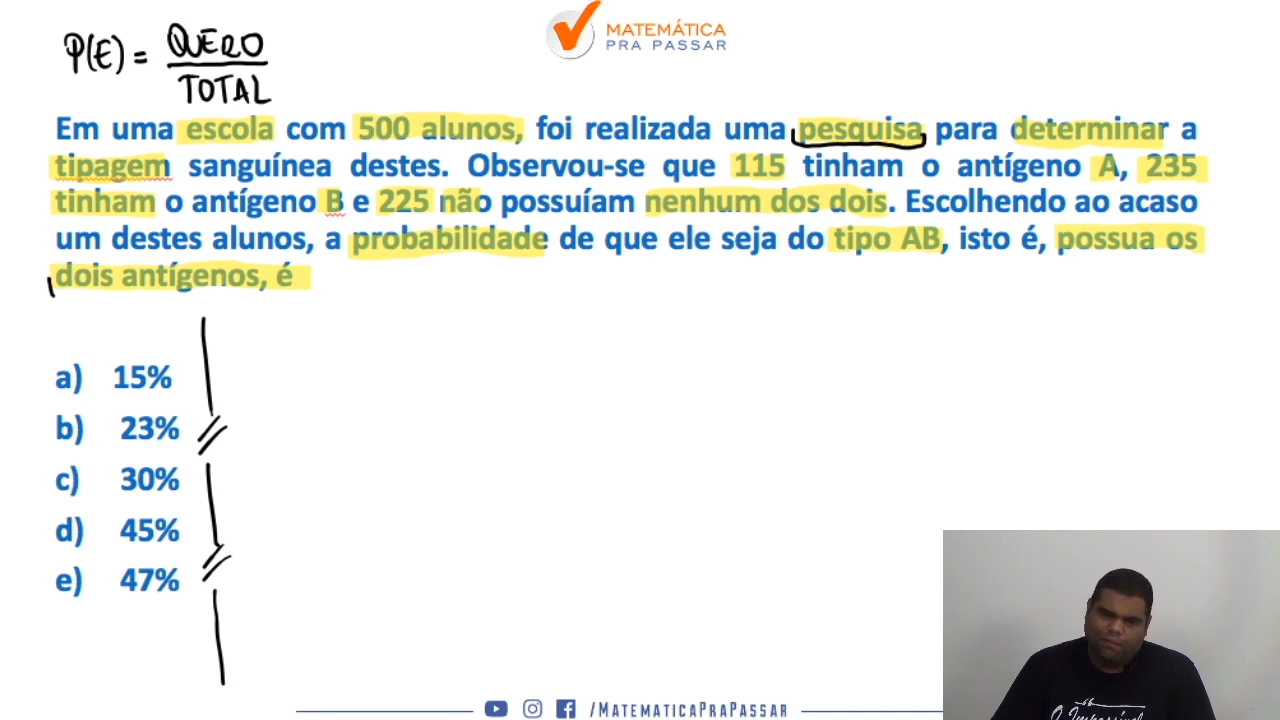 P(E) = QUERO
TOTAL
MATEMÁTICA
PRA PASSAR
Em uma escola com 500 alunos, foi realizada uma pesquisa para determinar a
tipagem sanguínea destes. Observou-se que 115 tinham o antígeno A, 235
tinham o antígeno B e 225 não possuíam nenhum dos dois. Escolhendo ao acaso
um destes alunos, a probabilidade de que ele seja do tipo AB, isto é, possua os
dois antígenos, é
a) 15%
b) 23%
c) 30%
d) 45%
e) 47%
/MATEMATICAPRAPASSAR